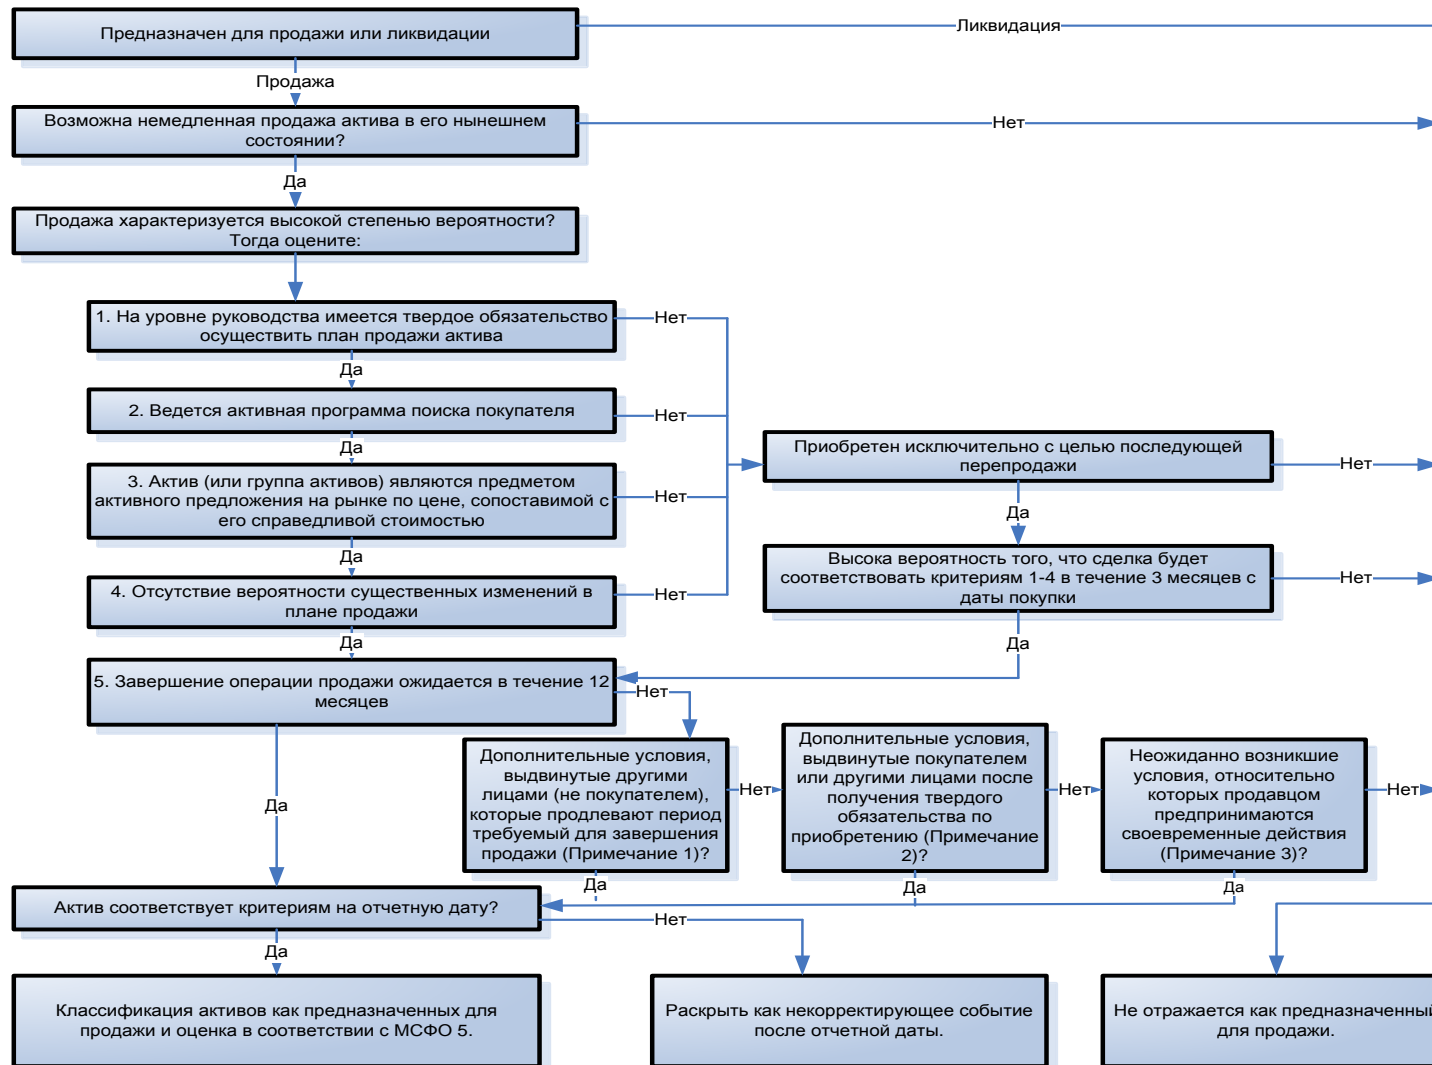 Предназначен для продажи или ликвидации
Ликвидация
Продажа
Возможна немедленная продажа актива в его нынешнем
состоянии?
Нет
Да
Продажа характеризуется высокой степенью вероятности?
Тогда оцените:
1. На уровне руководства имеется твердое обязательство
осуществить план продажи актива
Нет
Да
2. Ведется активная программа поиска покупателя
Нет
Да
3. Актив (или группа активов) являются предметом
активного предложения на рынке по цене, сопоставимой с
его справедливой стоимостью
Нет
Да
4. Отсутствие вероятности существенных изменений в
плане продажи
Нет
Да
Приобретен исключительно с целью последующей
перепродажи
Нет
Да
Высока вероятность того, что сделка будет
соответствовать критериям 1-4 в течение 3 месяцев с
даты покупки
Нет
Да
5. Завершение операции продажи ожидается в течение 12
месяцев
Нет
Да
Дополнительные условия,
выдвинутые другими
лицами (не покупателем),
которые продлевают период
требуемый для завершения
продажи (Примечание 1)?
Нет
Да
Дополнительные условия,
выдвинутые покупателем
или другими лицами после
получения твердого
обязательства по
приобретению (Примечание
2)?
Нет
Да
Неожиданно возникшие
условия, относительно
которых продавцом
предпринимаются
своевременные действия
(Примечание 3)?
Нет
Да
Актив соответствует критериям на отчетную дату?
Нет
Да
Классификация активов как предназначенных для
продажи и оценка в соответствии с МСФО 5.
Раскрыть как некорректирующее событие
после отчетной даты.
Не отражается как предназначенный
для продажи.